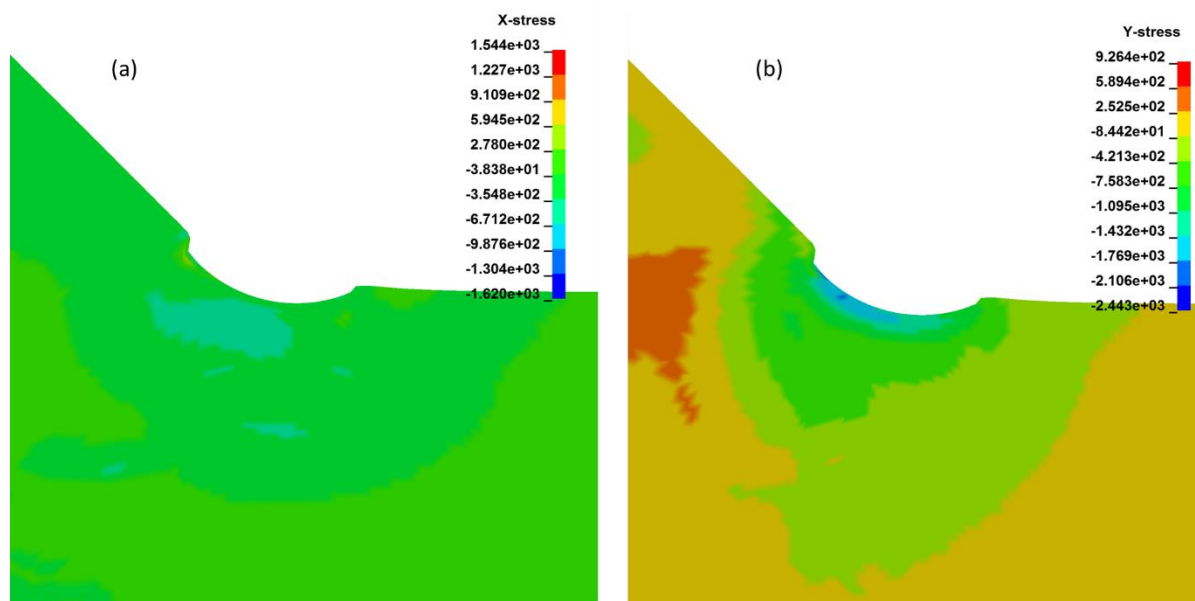 X-stress
1.544e+03
1.227e+03
9.109e+02
5.945e+02
2.780e+02
-3.838e+01
-3.548e+02
-6.712e+02
-9.876e+02
-1.304e+03
-1.620e+03
(a)
Y-stress
9.264e+02
5.894e+02
2.525e+02
-8.442e+01
-4.213e+02
-7.583e+02
-1.095e+03
-1.432e+03
-1.769e+03
-2.106e+03
-2.443e+03
(b)